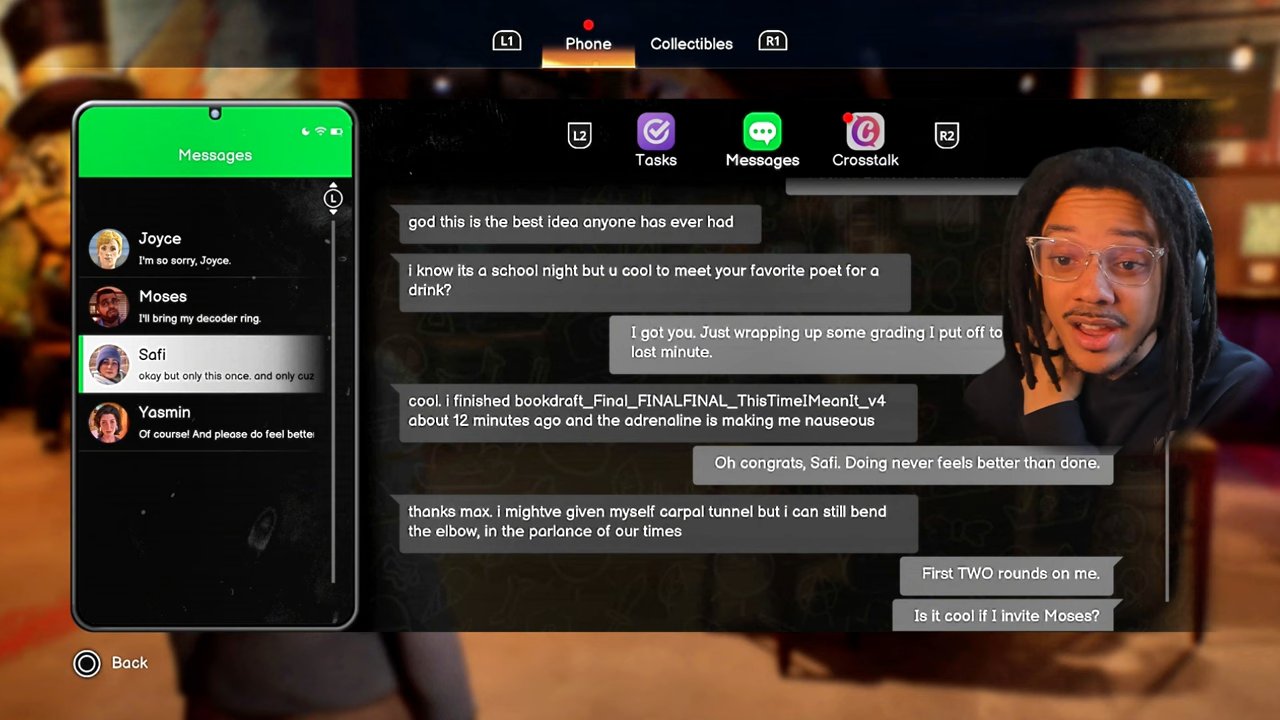 L1
Phone
Collectibles
R1
Messages
L
Joyce
I'm so sorry, Joyce.
Moses
I'll bring my decoder ring.
Safi
okay but only this once. and only cuz
Yasmin
Of course! And please do feel better
L2
Tasks
Messages
Crosstalk
R2
god this is the best idea anyone has ever had
i know its a school night but u cool to meet your favorite poet for a
drink?
I got you. Just wrapping up some grading I put off to
last minute.
cool. i finished bookdraft_Final_FINALFINAL_ThisTimeIMeanIt_v4
about 12 minutes ago and the adrenaline is making me nauseous
Oh congrats, Safi. Doing never feels better than done.
thanks max. i mightve given myself carpal tunnel but i can still bend
the elbow, in the parlance of our times
First TWO rounds on me.
Is it cool if I invite Moses?
Back